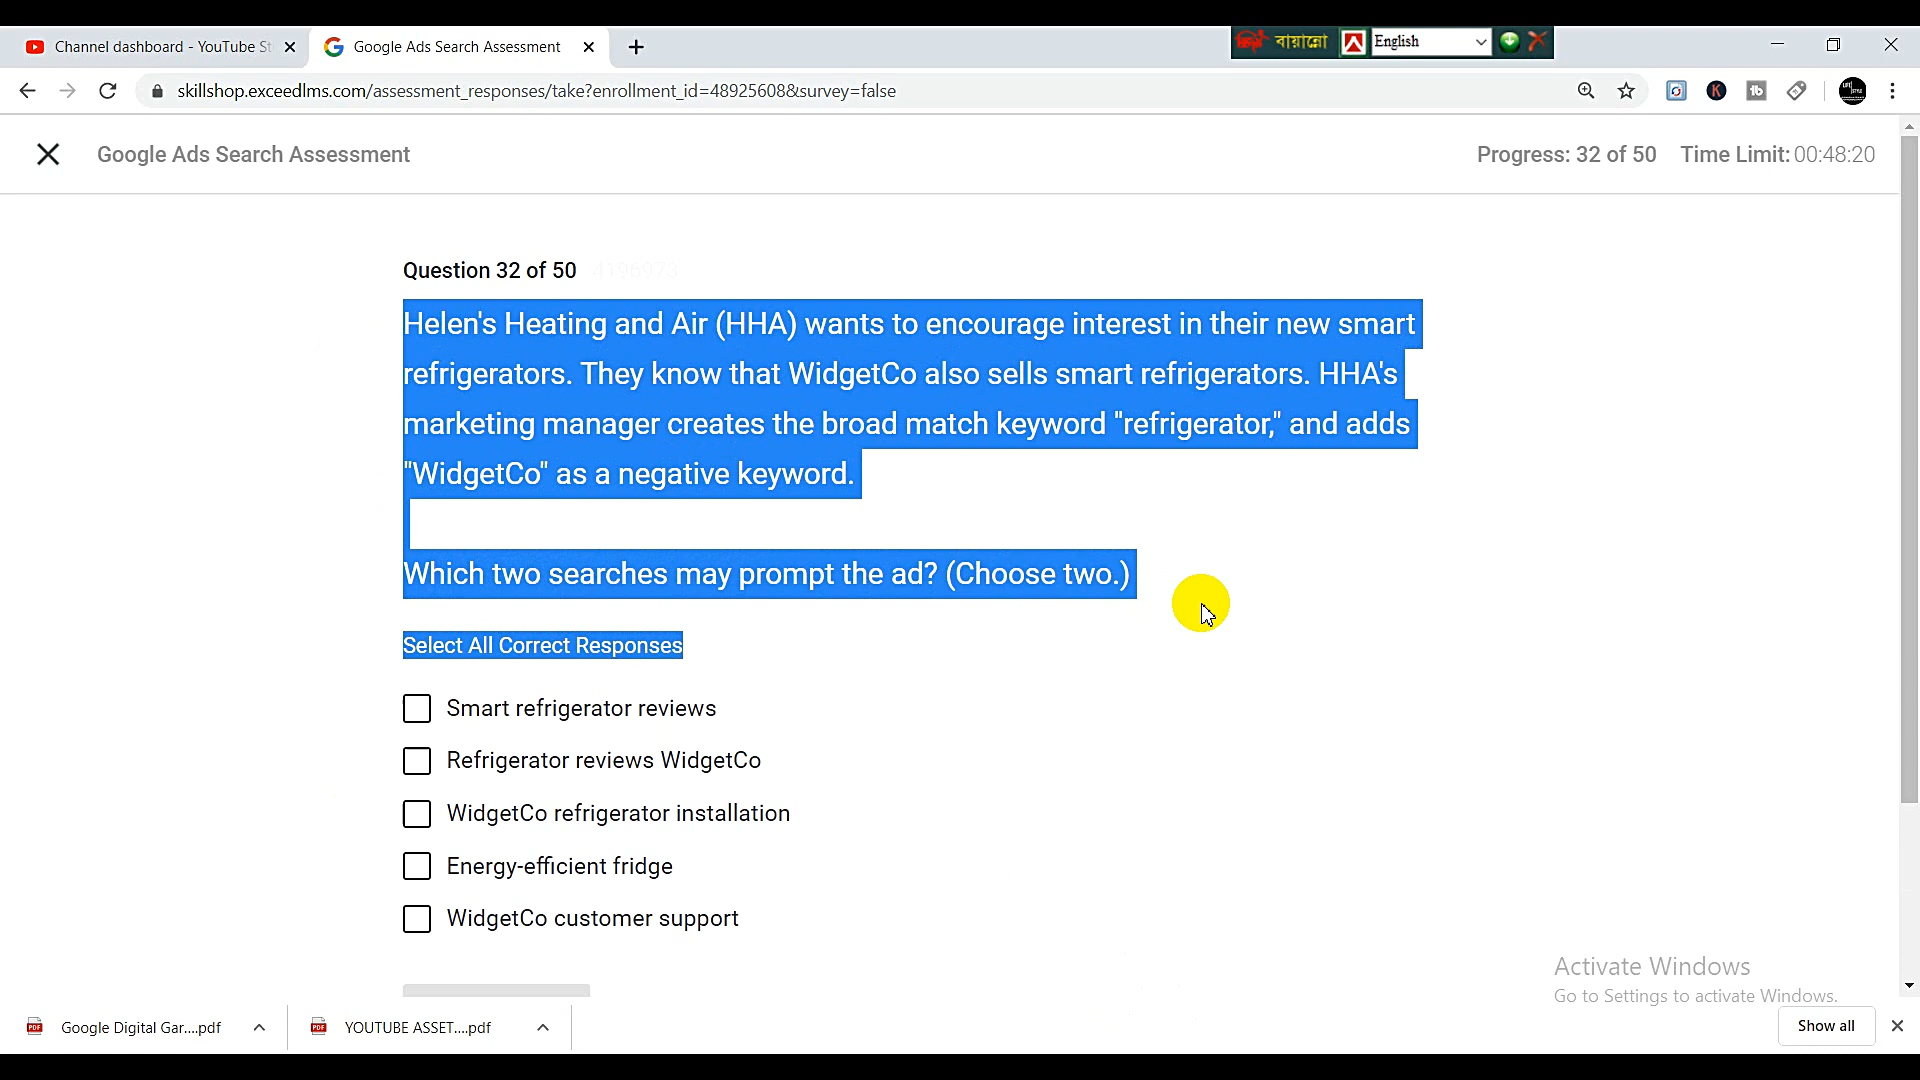 Channel dashboard - YouTube St
Google Ads Search Assessment
বায়ান্নো
English
skillshop.exceedlms.com/assessment_responses/take?enrollment_id=48925608&survey=false
Google Ads Search Assessment
Progress: 32 of 50 Time Limit: 00:48:20
Question 32 of 50 4196973
Helen's Heating and Air (HHA) wants to encourage interest in their new smart
refrigerators. They know that WidgetCo also sells smart refrigerators. HHA's
marketing manager creates the broad match keyword "refrigerator," and adds
"WidgetCo" as a negative keyword.
Which two searches may prompt the ad? (Choose two.)
Select All Correct Responses
Smart refrigerator reviews
Refrigerator reviews WidgetCo
WidgetCo refrigerator installation
Energy-efficient fridge
WidgetCo customer support
Activate Windows
Go to Settings to activate Windows.
PDF Google Digital Gar....pdf
PDF YOUTUBE ASSET....pdf
Show all